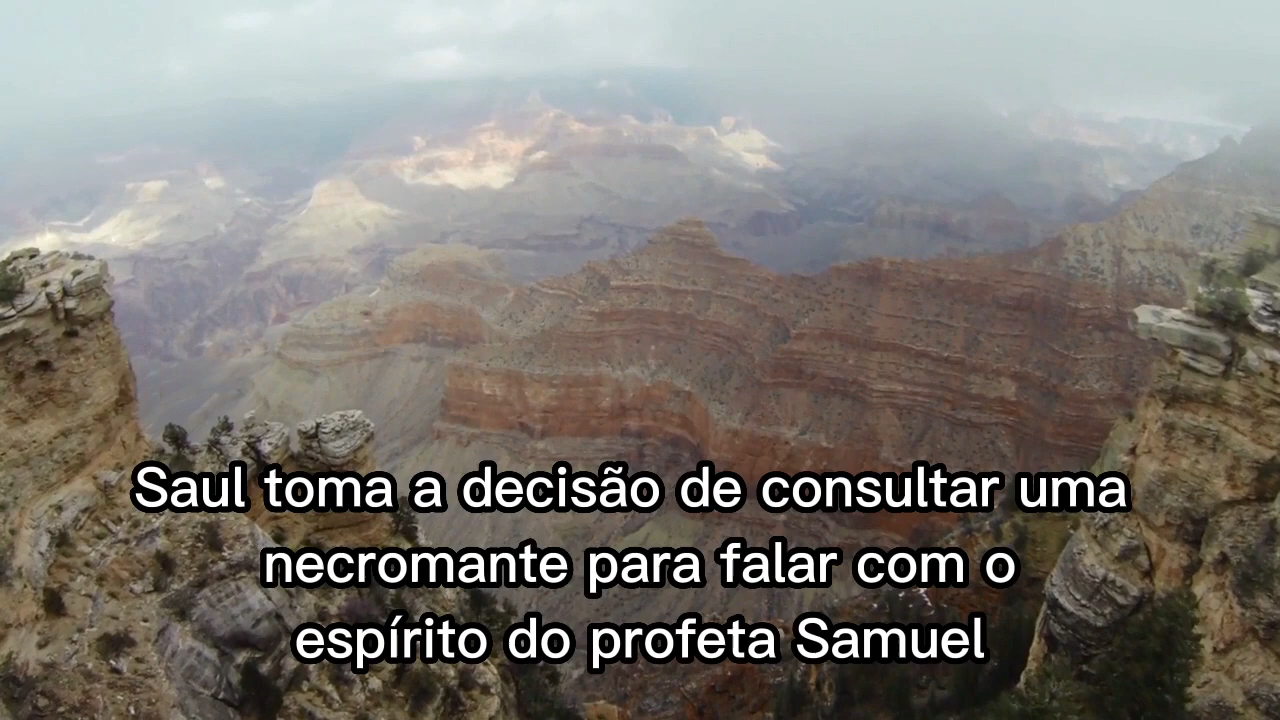 Saul toma a decisão de consultar uma
necromante para falar com o
espírito do profeta Samuel